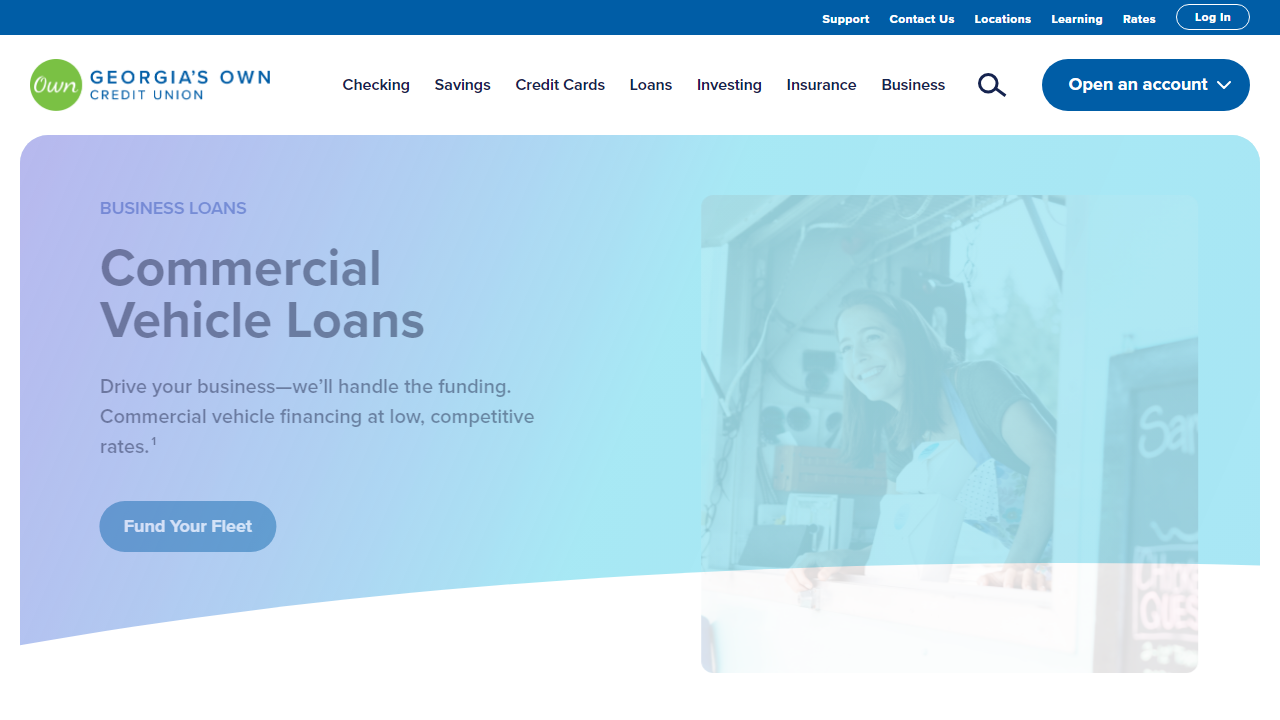 Support Contact Us Locations Learning Rates Log In
Own GEORGIA'S OWN
CREDIT UNION
Checking Savings Credit Cards Loans Investing Insurance Business Open an account
BUSINESS LOANS
Commercial
Vehicle Loans
Drive your business—we’ll handle the funding.
Commercial vehicle financing at low, competitive
rates.¹
Fund Your Fleet